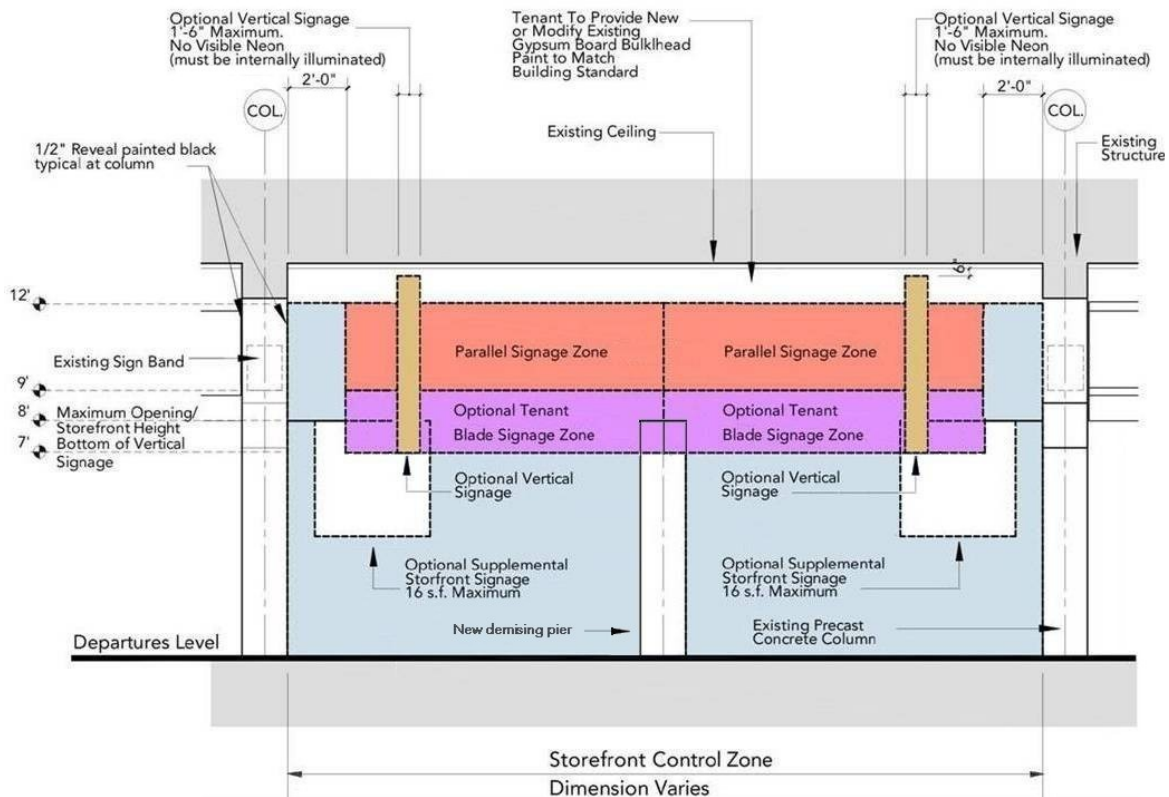 Optional Vertical Signage
1'-6" Maximum.
No Visible Neon
(must be internally illuminated)
2'-0"
Tenant To Provide New
or Modify Existing
Gypsum Board Bulklhead
Paint to Match
Building Standard
Optional Vertical Signage
1'-6" Maximum.
No Visible Neon
(must be internally illuminated)
2'-0"
COL.
COL.
1/2" Reveal painted black
typical at column
Existing Ceiling
Existing
Structure
6"
12'
Existing Sign Band
Parallel Signage Zone
Parallel Signage Zone
9'
8'
Maximum Opening/
Storefront Height
7'
Bottom of Vertical
Signage
Optional Tenant
Blade Signage Zone
Optional Tenant
Blade Signage Zone
Optional Vertical
Signage
Optional Vertical
Signage
Optional Supplemental
Storfront Signage
16 s.f. Maximum
Optional Supplemental
Storfront Signage
16 s.f. Maximum
New demising pier
Existing Precast
Concrete Column
Departures Level
Storefront Control Zone
Dimension Varies